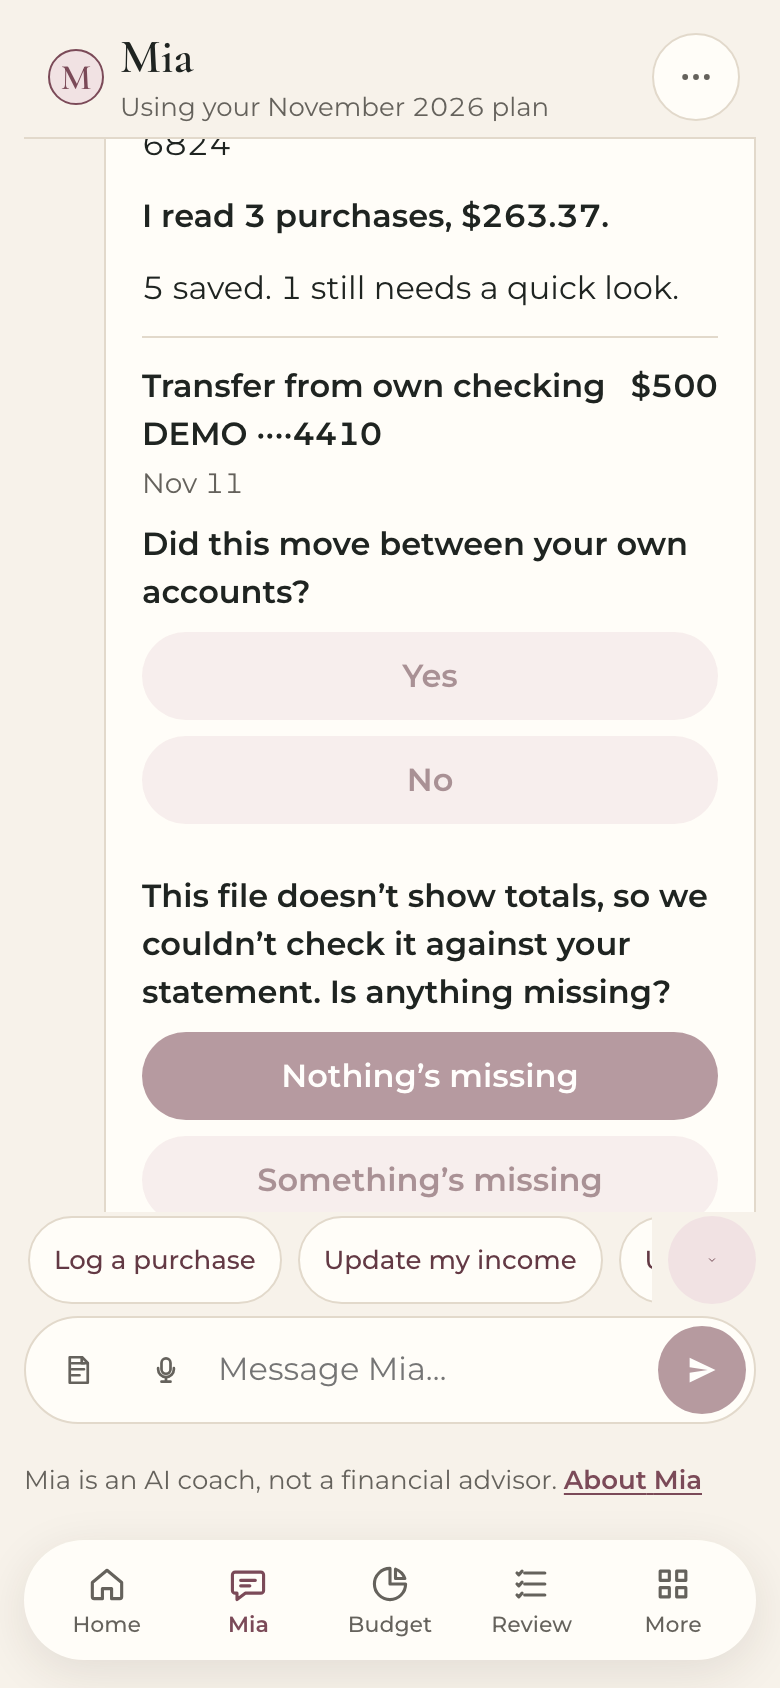 M
Mia
Using your November 2026 plan
6824
I read 3 purchases, $263.37.
5 saved. 1 still needs a quick look.
Transfer from own checking $500
DEMO ····4410
Nov 11
Did this move between your own
accounts?
Yes
No
This file doesn’t show totals, so we
couldn’t check it against your
statement. Is anything missing?
Nothing’s missing
Something’s missing
Log a purchase
Update my income
Message Mia...
Mia is an AI coach, not a financial advisor. About Mia
Home
Mia
Budget
Review
More